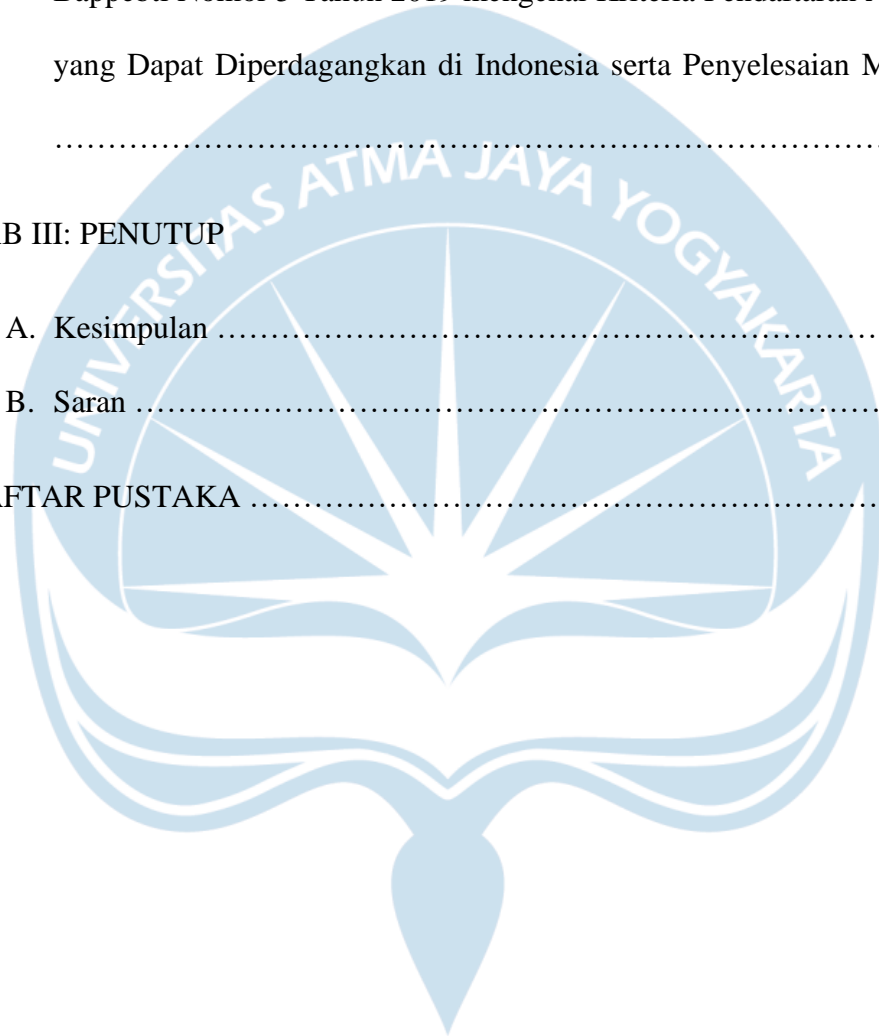 yang Dapat Diperdagangkan di Indonesia serta Penyelesaian
……………………………………………………………………
UNIVERSITAS ATMA JAYA YOGYAKARTA
B III: PENUTUP
A. Kesimpulan ……………………………………………………
B. Saran ……………………………………………………………
FTAR PUSTAKA ……………………………………………………